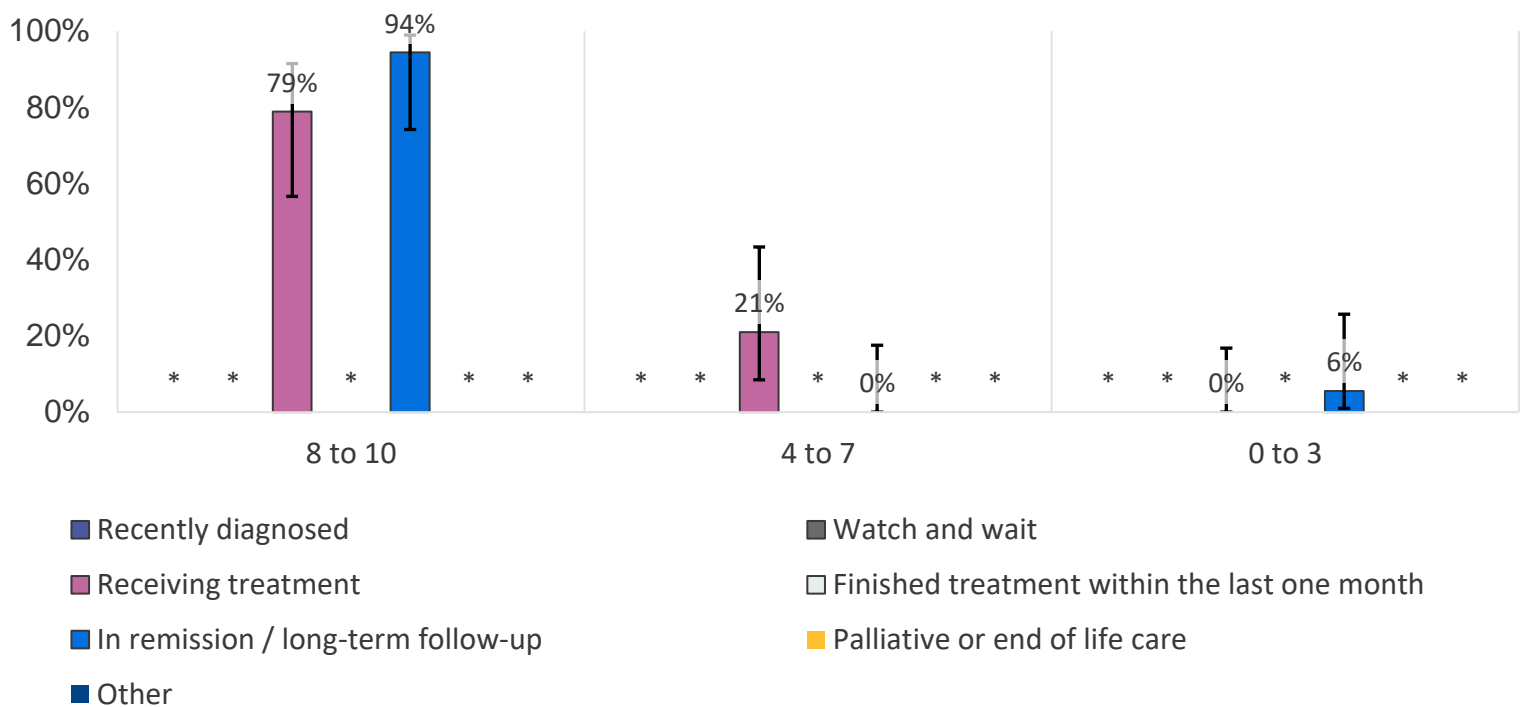 100%
80%
60%
40%
20%
0%
79%
94%
* * * * *
21%
0%
* * * * *
0%
6%
* * * * *
8 to 10
4 to 7
0 to 3
Recently diagnosed
Watch and wait
Receiving treatment
Finished treatment within the last one month
In remission / long-term follow-up
Palliative or end of life care
Other